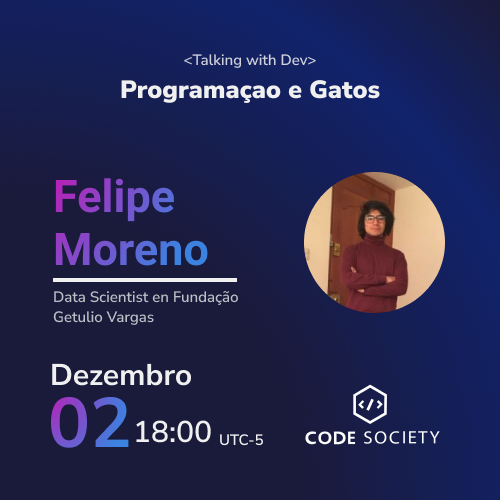 <Talking with Dev>
Programaçao e Gatos
Felipe
Moreno
Data Scientist en Fundação
Getulio Vargas
Dezembro
02 18:00 UTC-5
</>
CODE SOCIETY